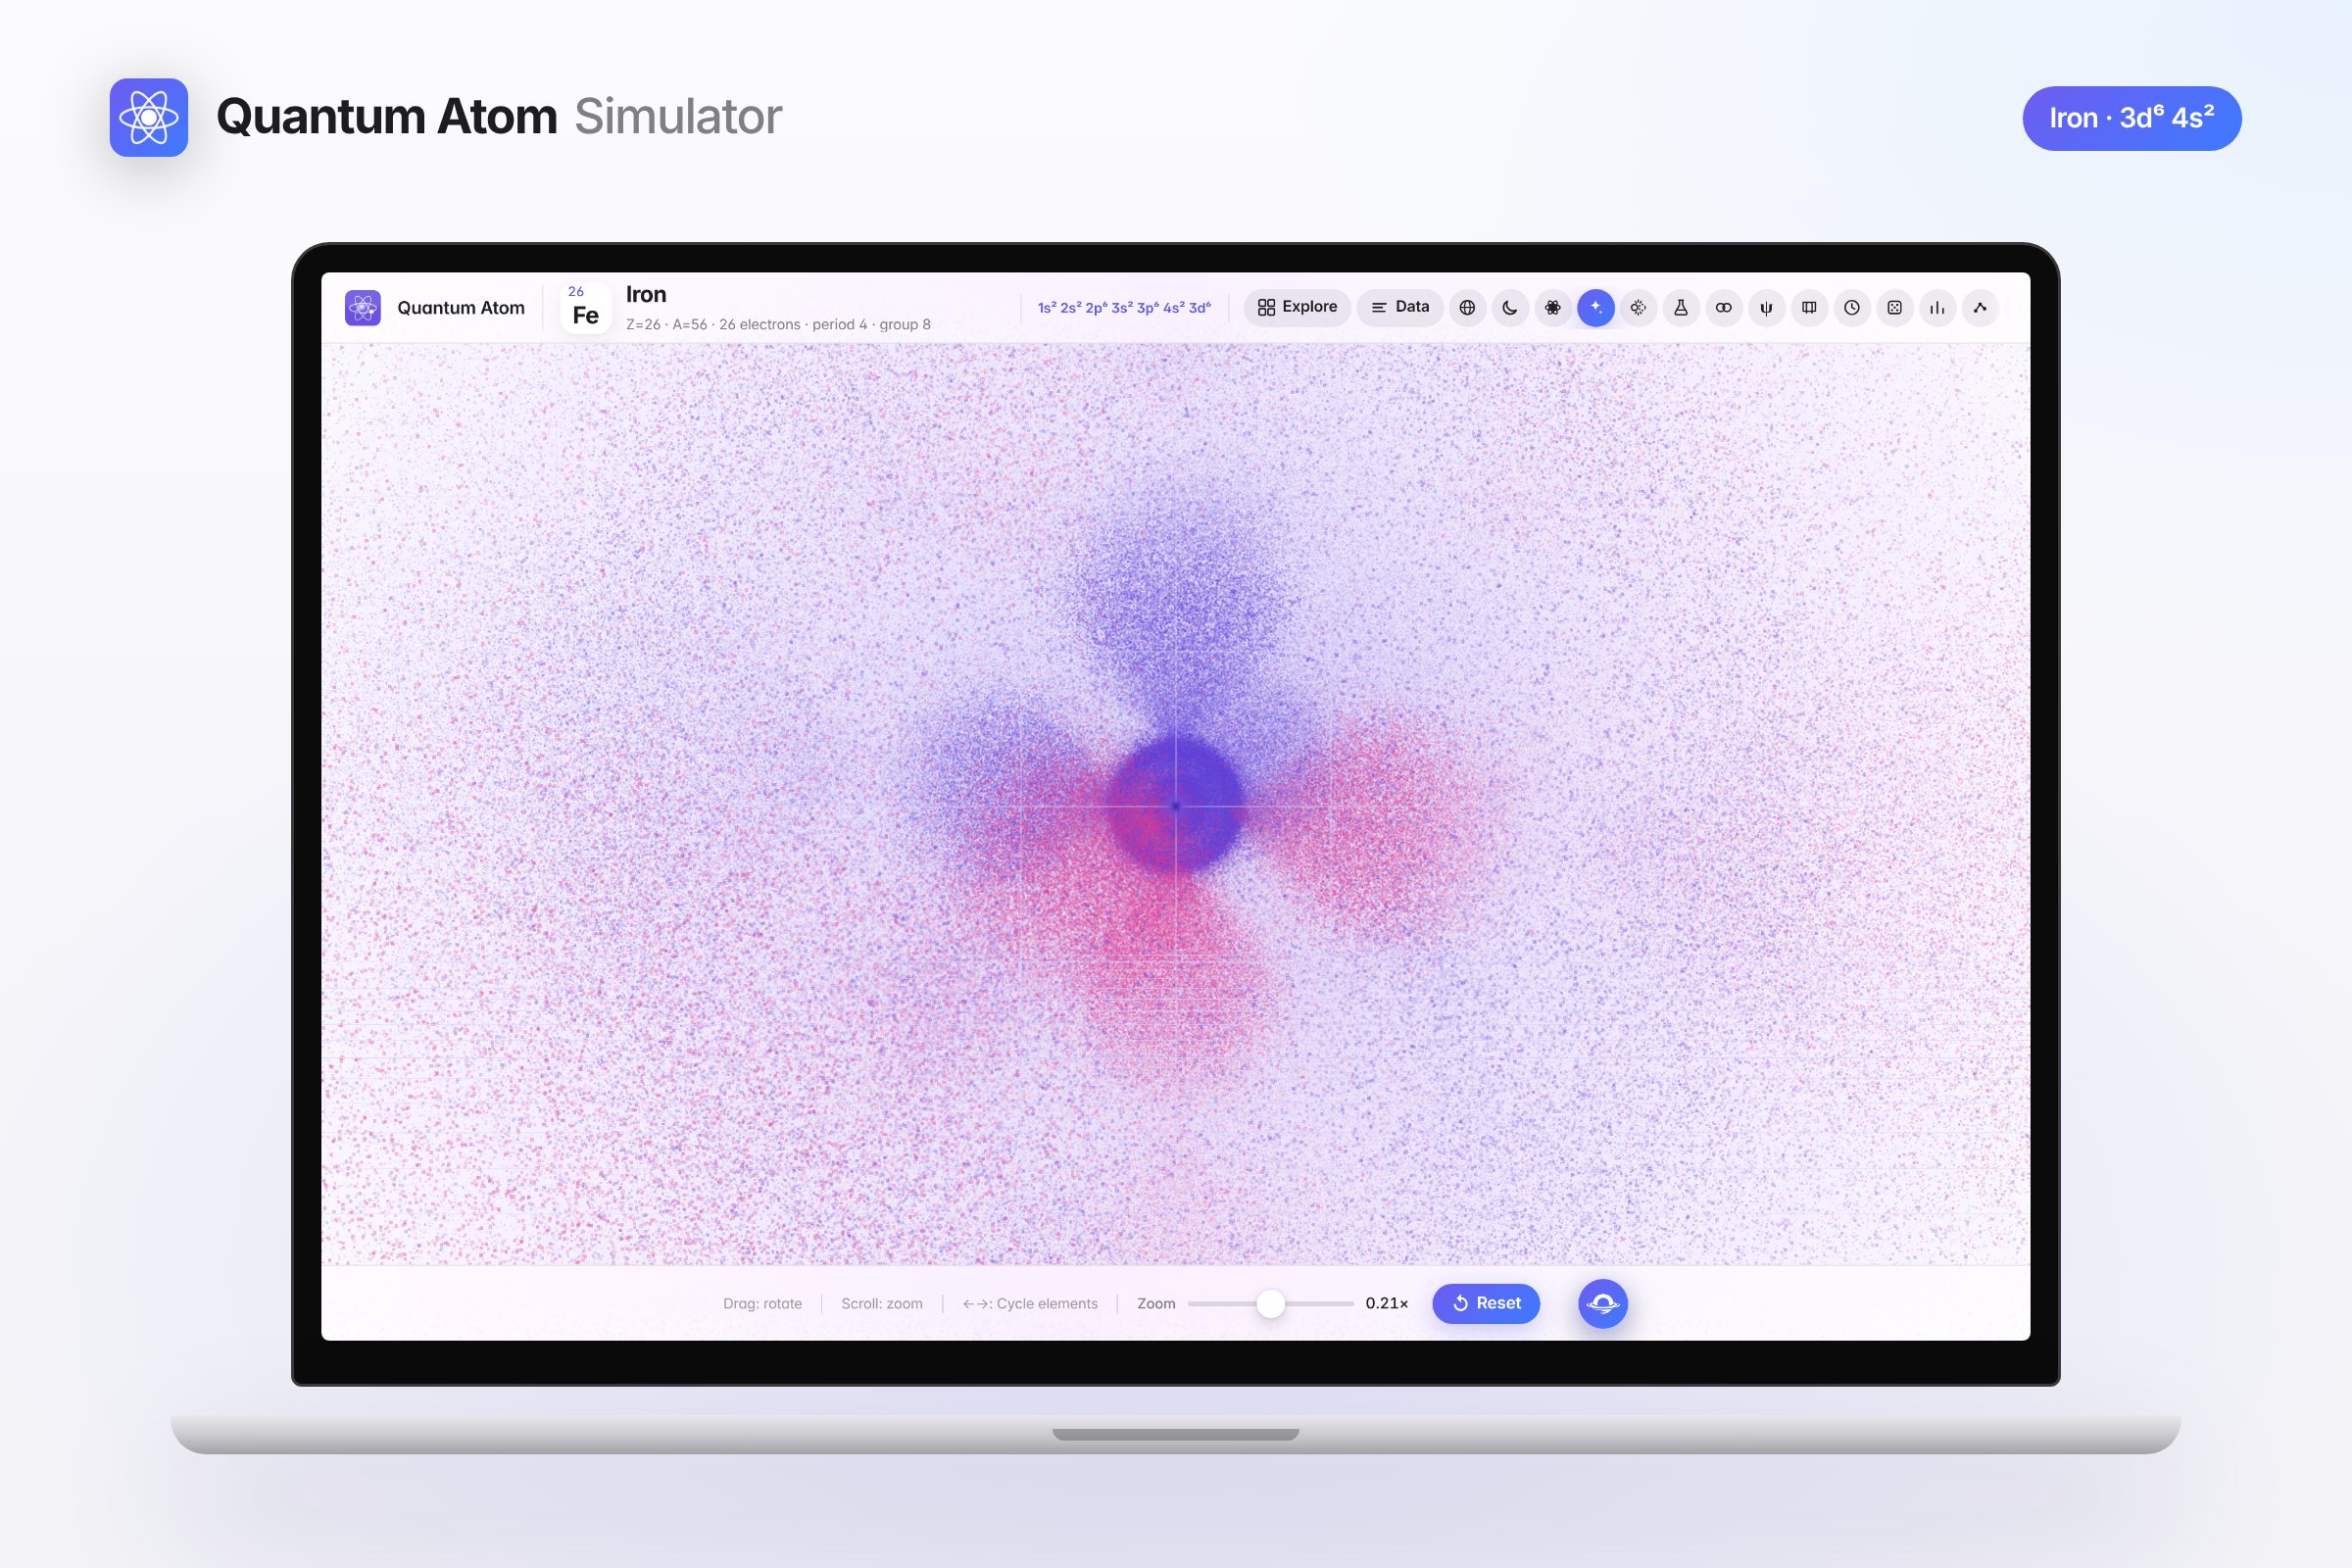 Quantum Atom Simulator
Iron · 3d⁶ 4s²
Quantum Atom
26
Fe
Iron
Z=26 · A=56 · 26 electrons · period 4 · group 8
1s² 2s² 2p⁶ 3s² 3p⁶ 4s² 3d⁶
Explore
Data
Drag: rotate
Scroll: zoom
←→: Cycle elements
Zoom
0.21×
Reset